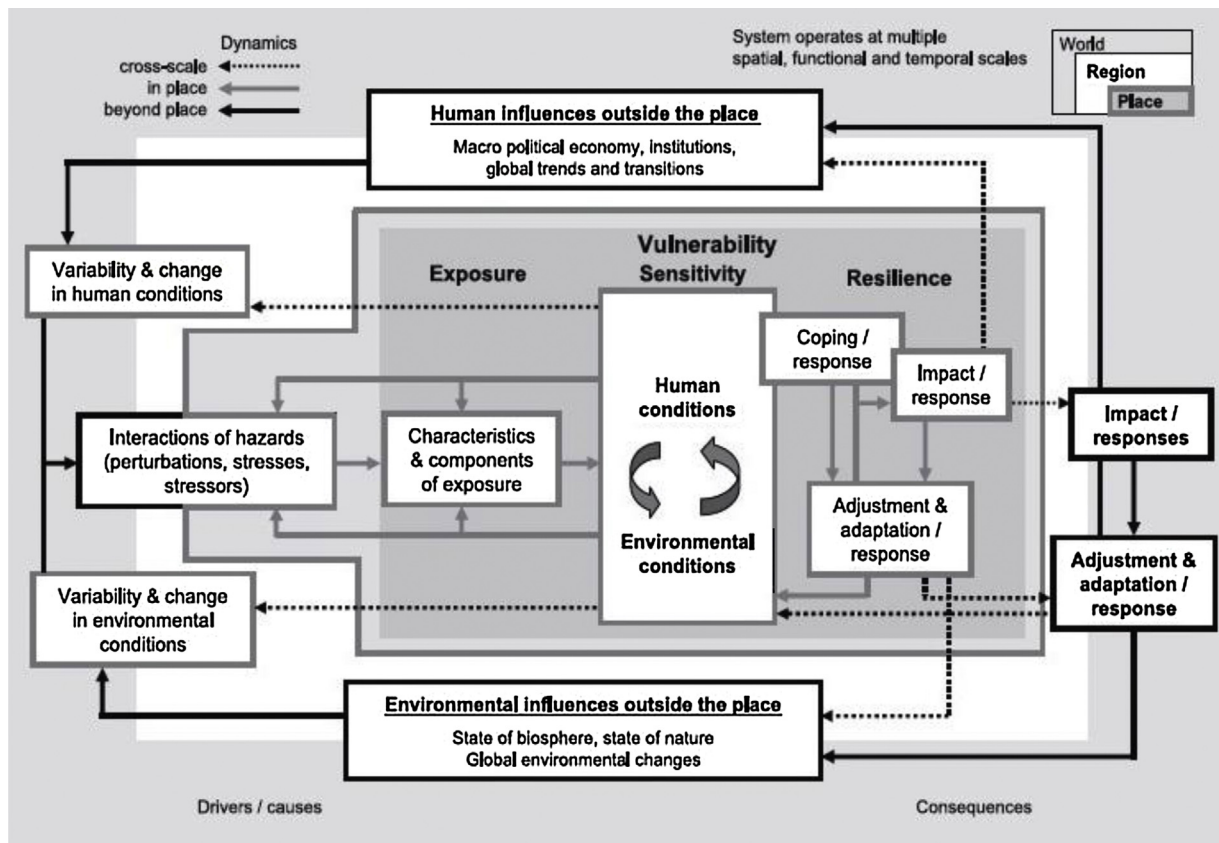 Dynamics
cross-scale
in place
beyond place
System operates at multiple
spatial, functional and temporal scales
World
Region
Place
Human influences outside the place
Macro political economy, institutions,
global trends and transitions
Variability & change
in human conditions
Vulnerability
Exposure
Sensitivity
Resilience
Coping /
response
Impact /
response
Human
conditions
Impact /
responses
Interactions of hazards
(perturbations, stresses,
stressors)
Characteristics
& components
of exposure
Adjustment &
adaptation /
response
Environmental
conditions
Adjustment &
adaptation /
response
Variability & change
in environmental
conditions
Environmental influences outside the place
State of biosphere, state of nature
Global environmental changes
Drivers / causes
Consequences